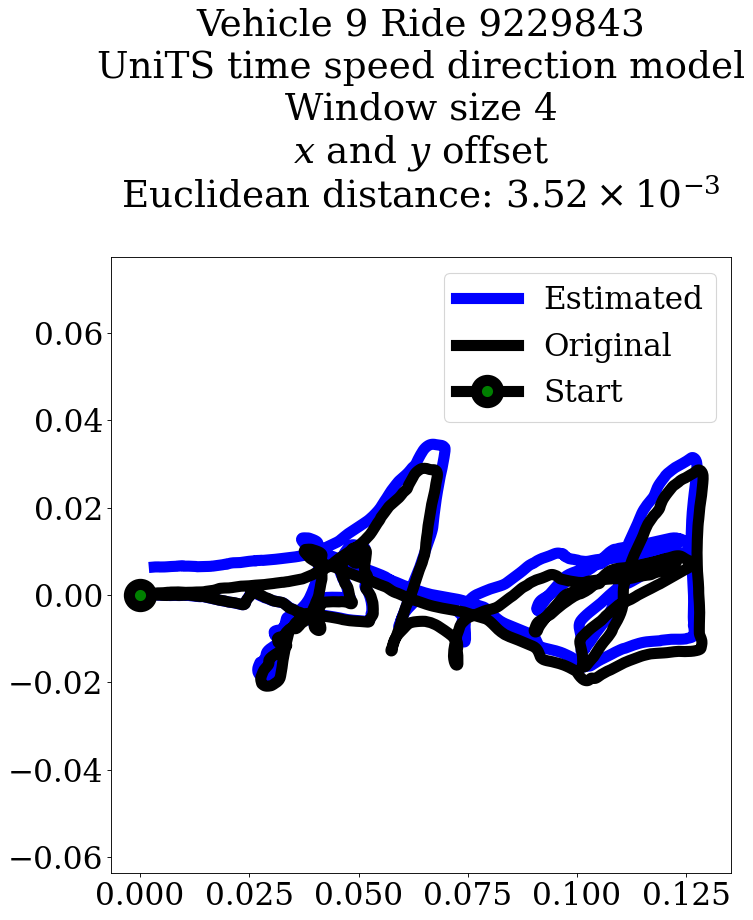 Vehicle 9 Ride 9229843
UniTS time speed direction model
Window size 4
x and y offset
Euclidean distance: 3.52 × 10⁻³
Estimated
Original
Start
0.06
0.04
0.02
0.00
−0.02
−0.04
−0.06
0.000 0.025 0.050 0.075 0.100 0.125